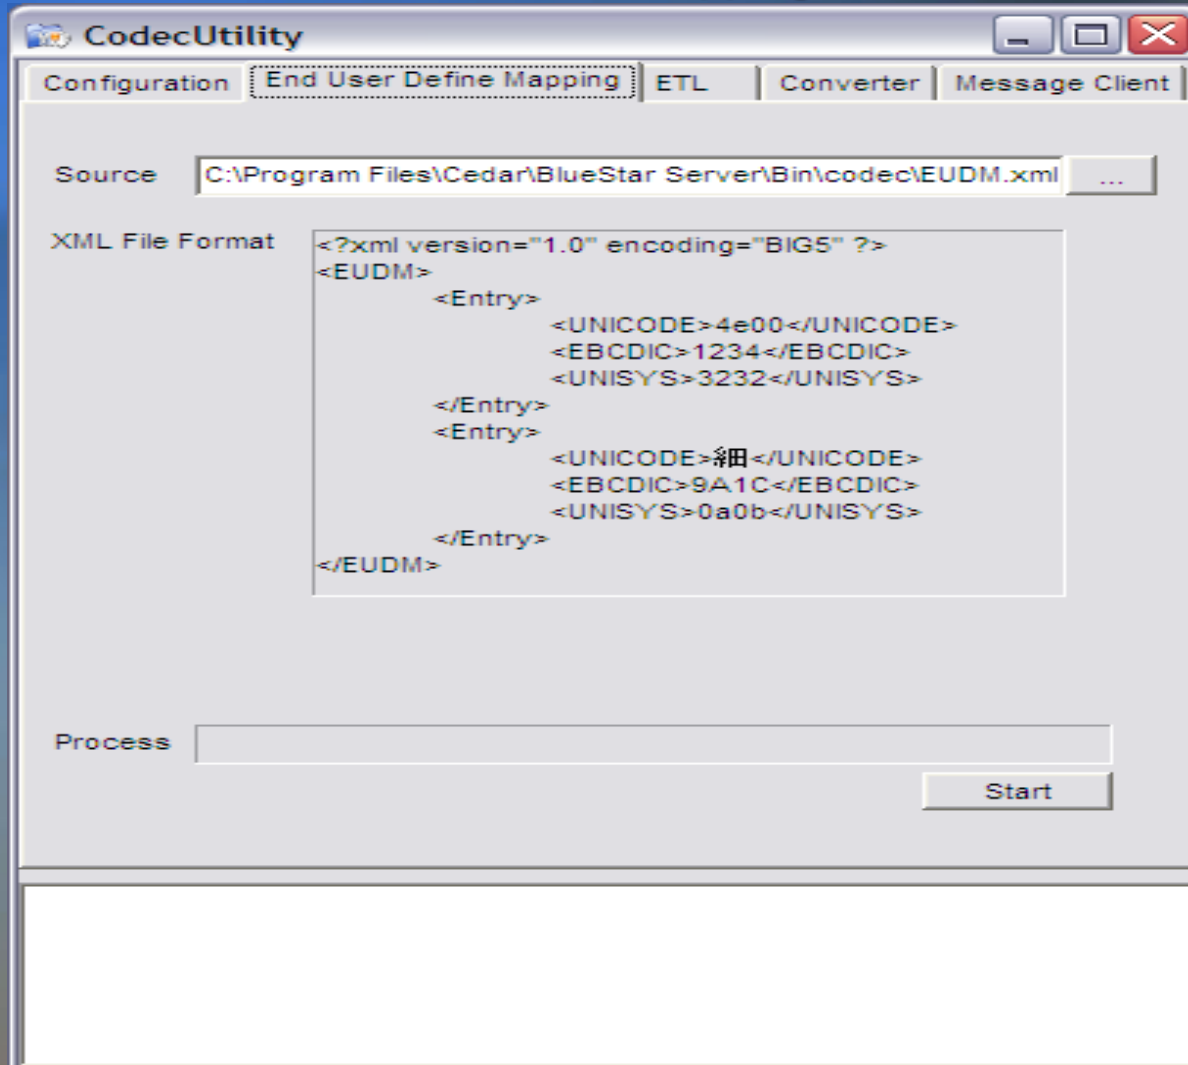 CodecUtility
Configuration End User Define Mapping ETL Converter Message Client
Source C:\Program Files\Cedar\BlueStar Server\Bin\codec\EUDM.xml ...
XML File Format
<?xml version="1.0" encoding="BIG5" ?>
<EUDM>
<Entry>
<UNICODE>4e00</UNICODE>
<EBCDIC>1234</EBCDIC>
<UNISYS>3232</UNISYS>
</Entry>
<Entry>
<UNICODE>細</UNICODE>
<EBCDIC>9A1C</EBCDIC>
<UNISYS>0a0b</UNISYS>
</Entry>
</EUDM>
Process
Start